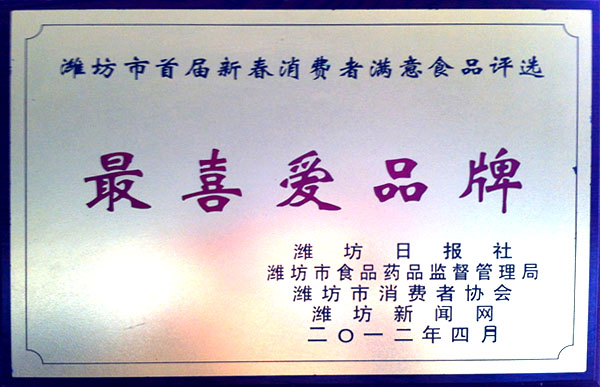 潍坊市首届新春消费者满意食品评选
最喜爱品牌
潍坊日报社
潍坊市食品药品监督管理局
潍坊市消费者协会
潍坊新闻网
二〇一二年四月